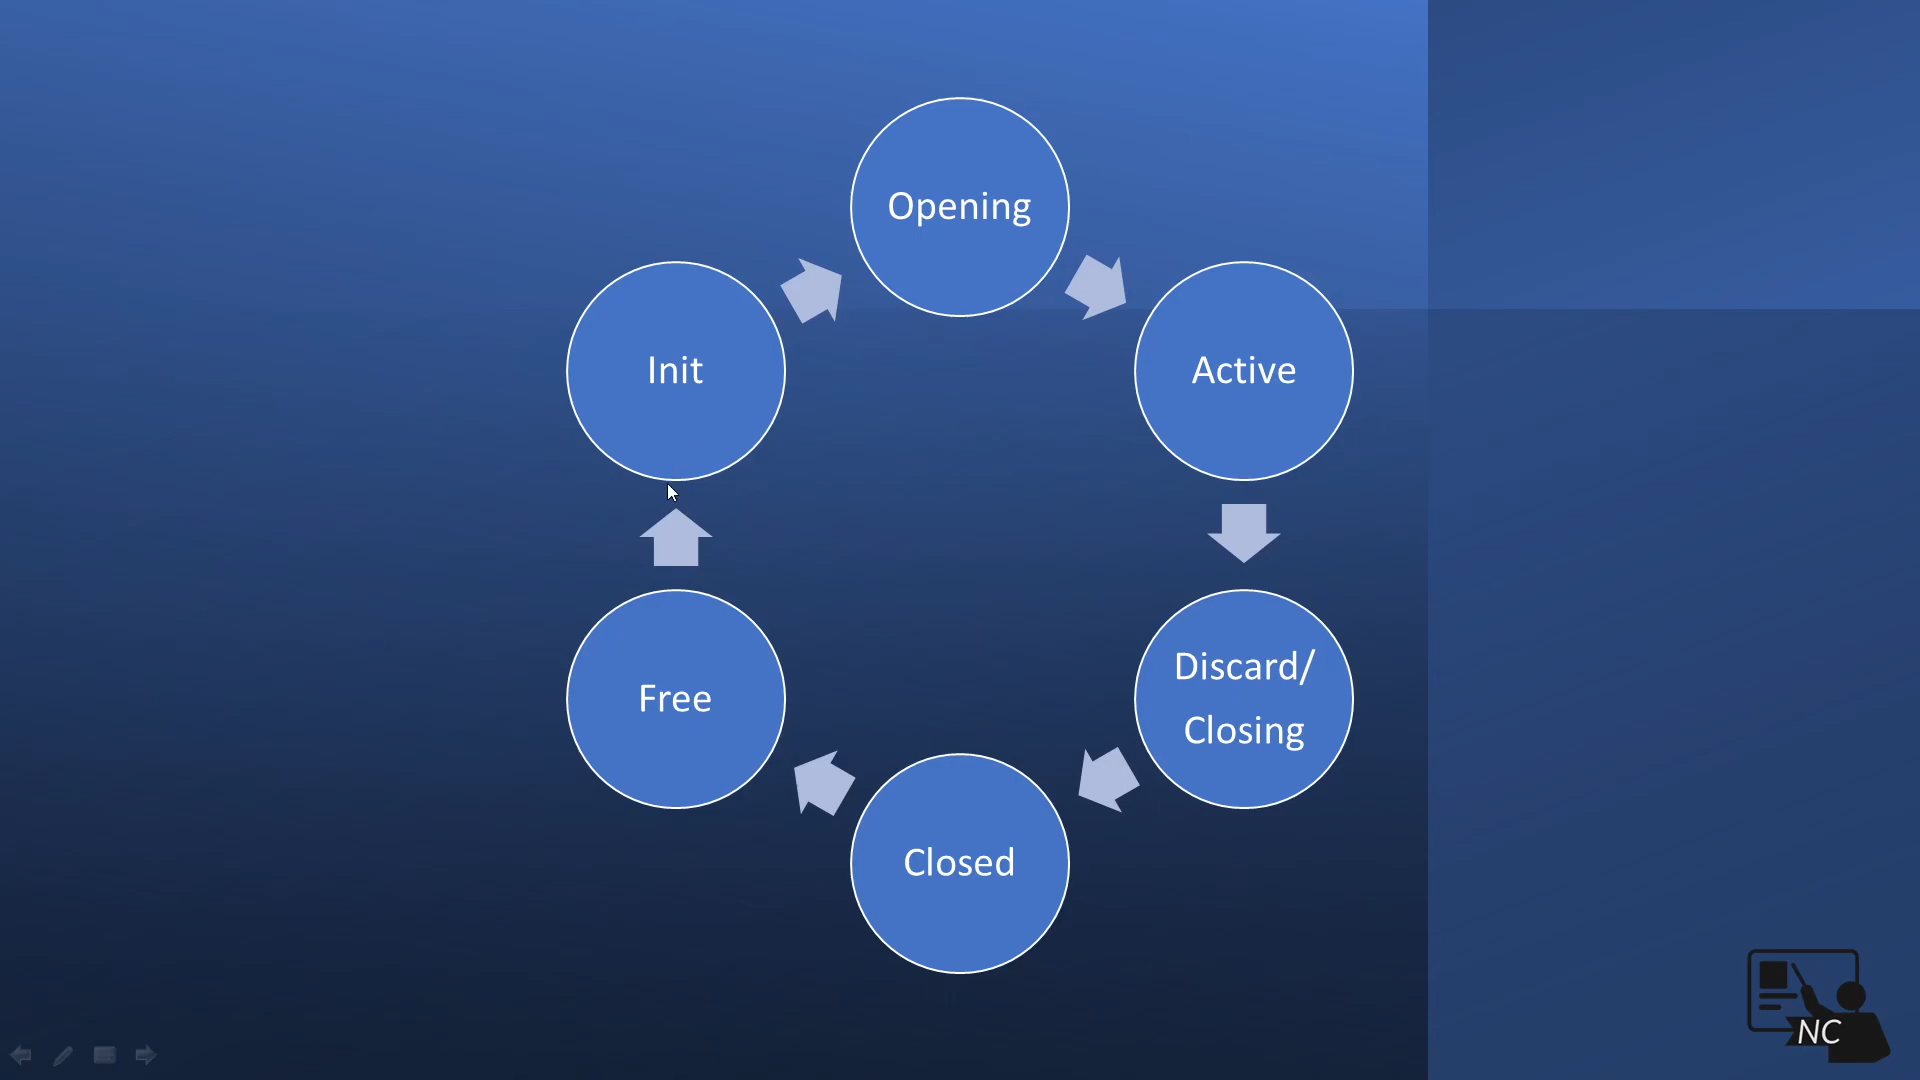 Opening
Init
Active
Discard/
Closing
Free
Closed
NC